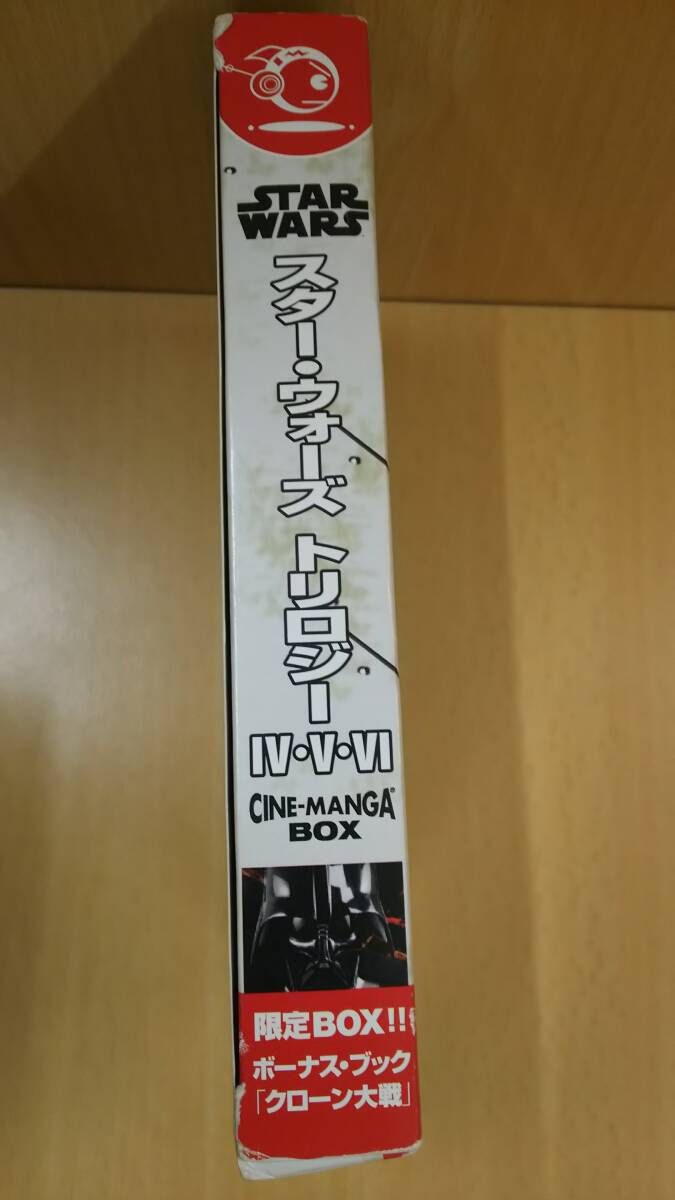 STAR
WARS
スター・ウォーズ トリロジー
IV・V・VI
CINE-MANGA®
BOX
限定BOX!!
ボーナス・ブック
「クローン大戦」